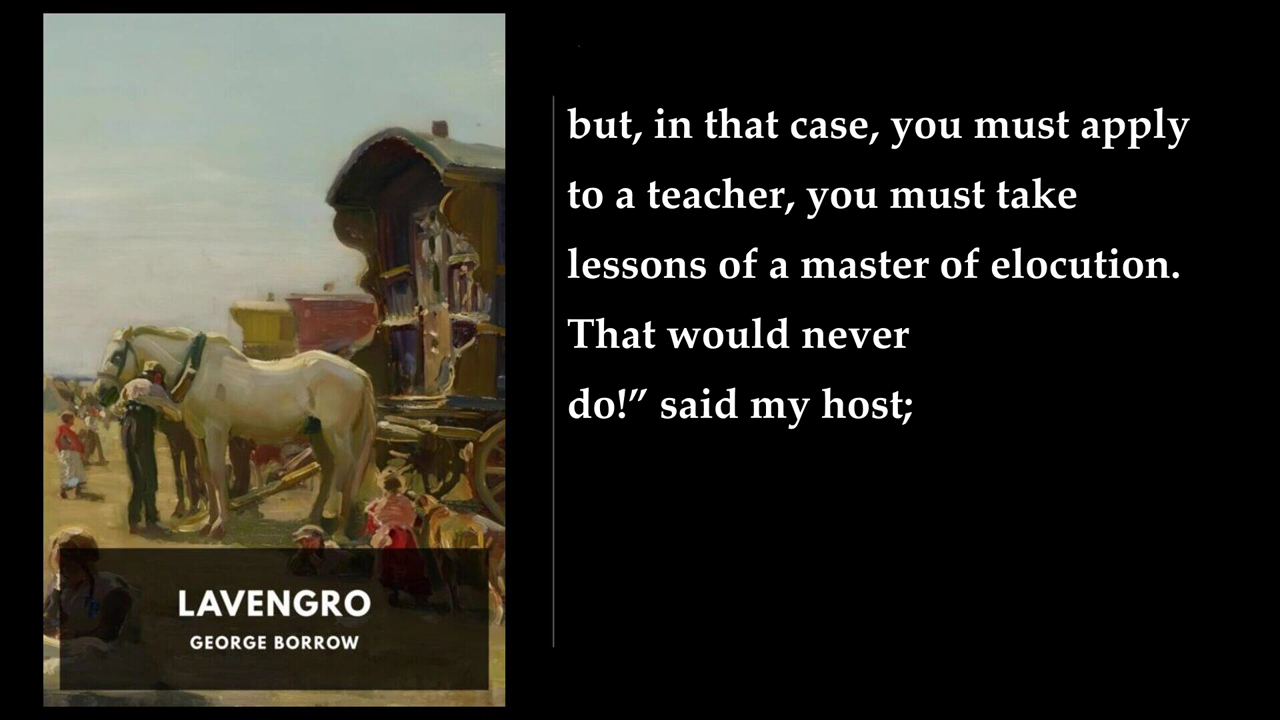 but, in that case, you must apply
to a teacher, you must take
lessons of a master of elocution.
That would never
do!” said my host;
LAVENGRO
GEORGE BORROW